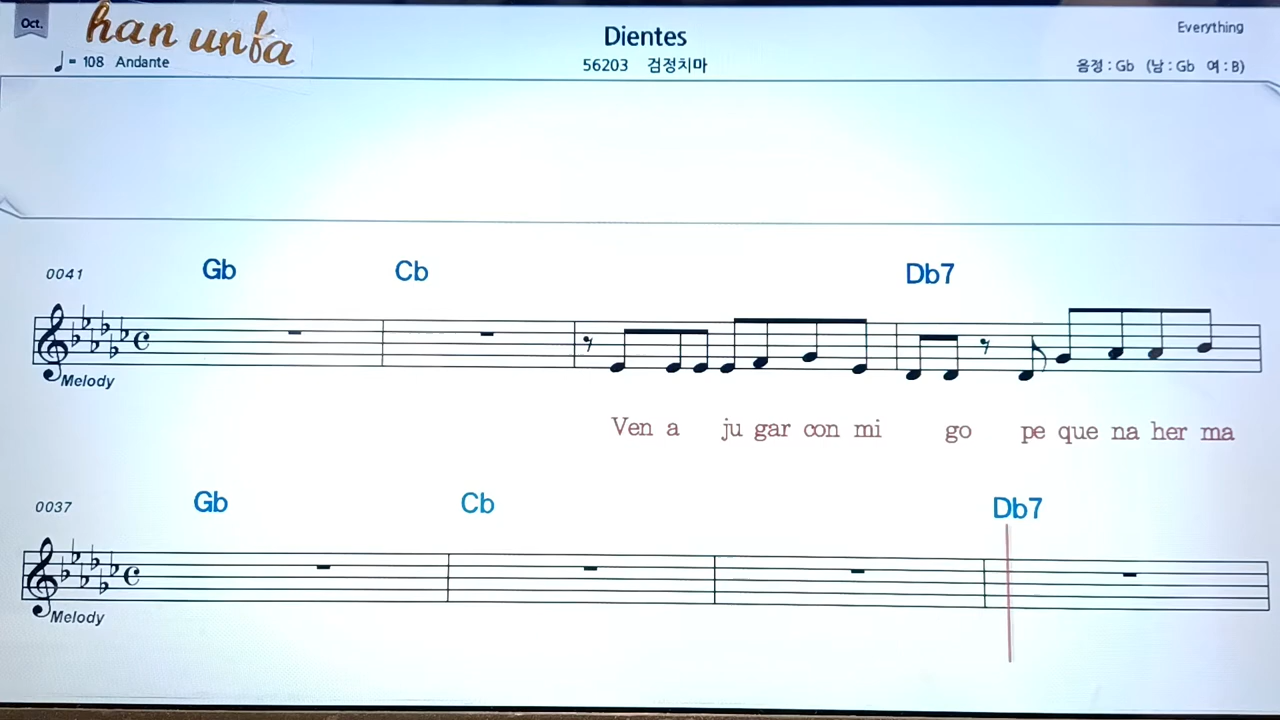 Oct.
han unfa
Dientes
Everything
= 108 Andante
56203 검정치마
음정 : Gb (남 : Gb 여 : B)
0041
Gb Cb Db7
Melody
Ven a ju gar con mi go pe que na her ma
0037
Gb Cb Db7
Melody